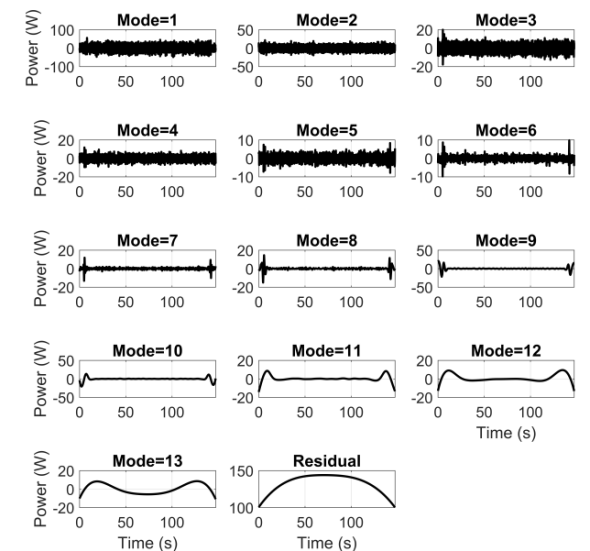 Mode=1 Mode=2 Mode=3
Power (W) 100 0 -100 50 0 -50 20 0 -20
0 50 100 0 50 100 0 50 100
Mode=4 Mode=5 Mode=6
Power (W) 20 0 -20 10 0 -10 10 0 -10
0 50 100 0 50 100 0 50 100
Mode=7 Mode=8 Mode=9
Power (W) 20 0 -20 20 0 -20 50 0 -50
0 50 100 0 50 100 0 50 100
Mode=10 Mode=11 Mode=12
Power (W) 50 0 -50 20 0 -20 20 0 -20
0 50 100 0 50 100 0 50 100
Time (s)
Mode=13 Residual
Power (W) 20 0 -20 150 100
0 50 100 0 50 100
Time (s) Time (s)